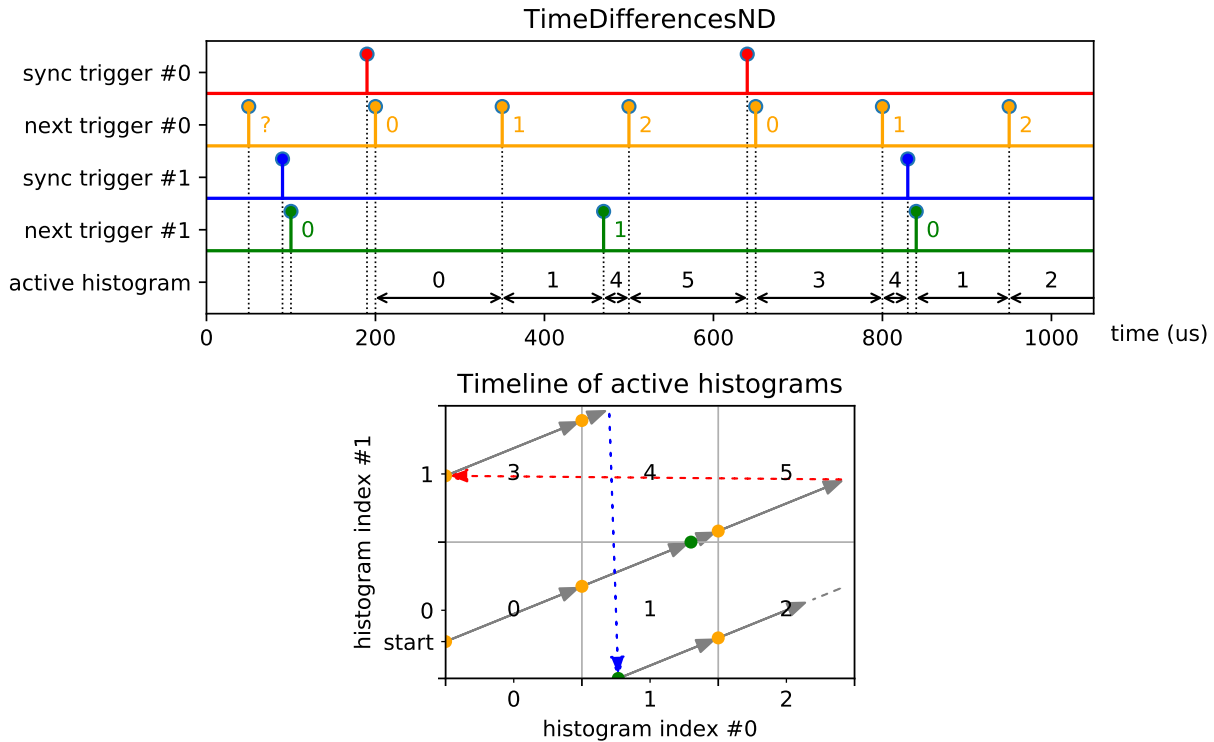 TimeDifferencesND
sync trigger #0
next trigger #0
? 0 1 2 0 1 2
sync trigger #1
next trigger #1
0 1 0
active histogram
0 1 4 5 3 4 1 2
0 200 400 600 800 1000
time (us)
Timeline of active histograms
histogram index #1
1
3 4 5
0
0 1 2
start
0 1 2
histogram index #0